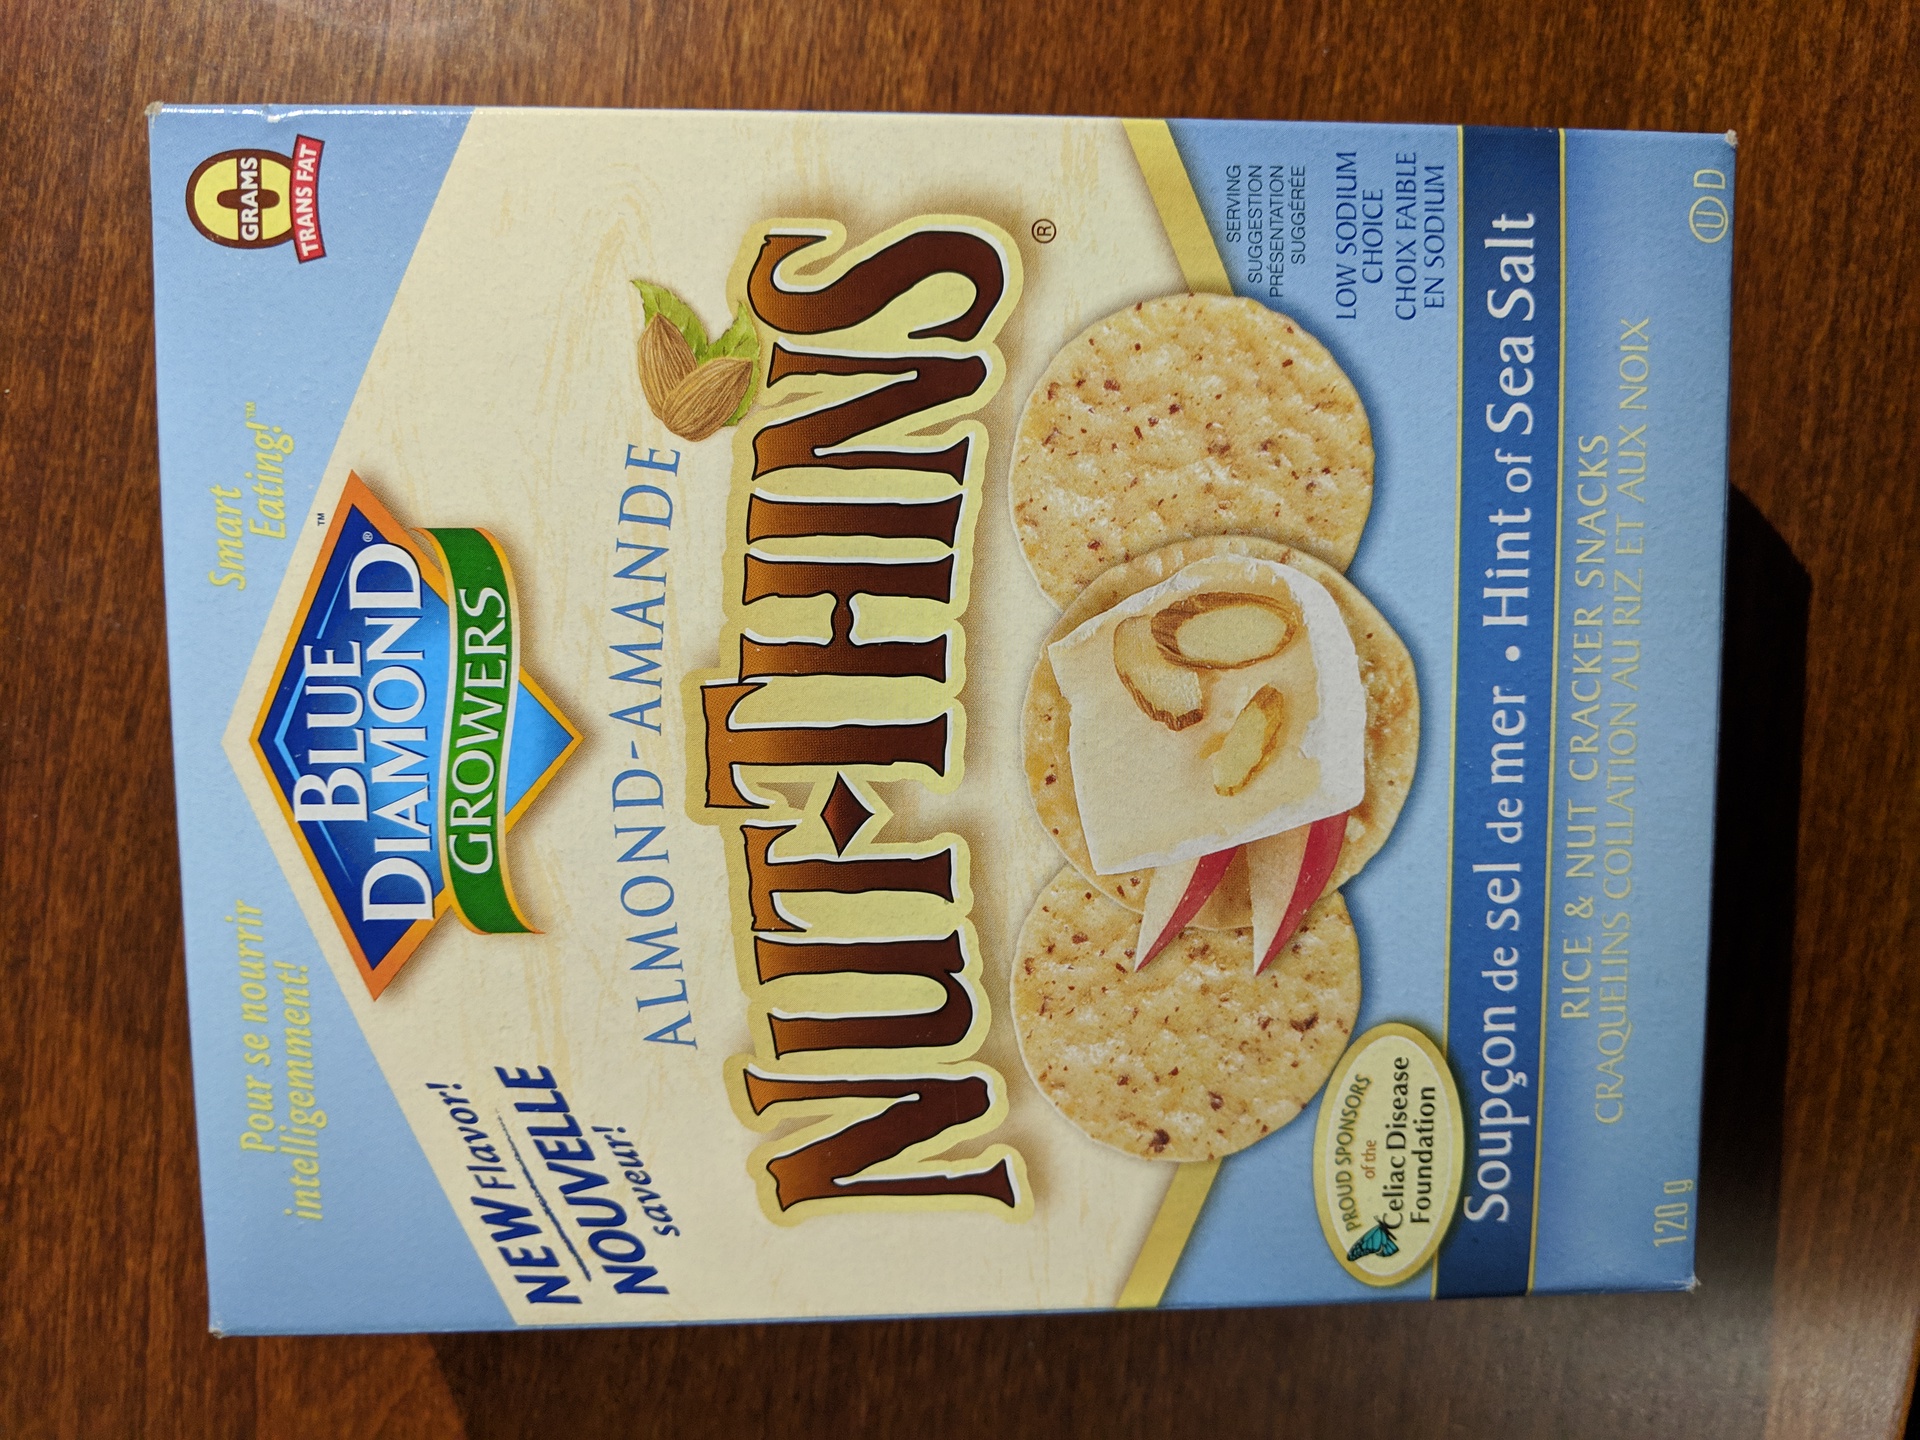 Pour se nourrir
intelligemment!
Smart
Eating!™
0
GRAMS
TRANS FAT
BLUE
DIAMOND®
GROWERS
™
NEW Flavor!
NOUVELLE
saveur!
ALMOND-AMANDE
NUT-THINS®
SERVING
SUGGESTION
PRÉSENTATION
SUGGÉRÉE
LOW SODIUM
CHOICE
CHOIX FAIBLE
EN SODIUM
PROUD SPONSORS
of the
Celiac Disease
Foundation
Soupçon de sel de mer • Hint of Sea Salt
RICE & NUT CRACKER SNACKS
CRAQUELINS COLLATION AU RIZ ET AUX NOIX
120 g
U D